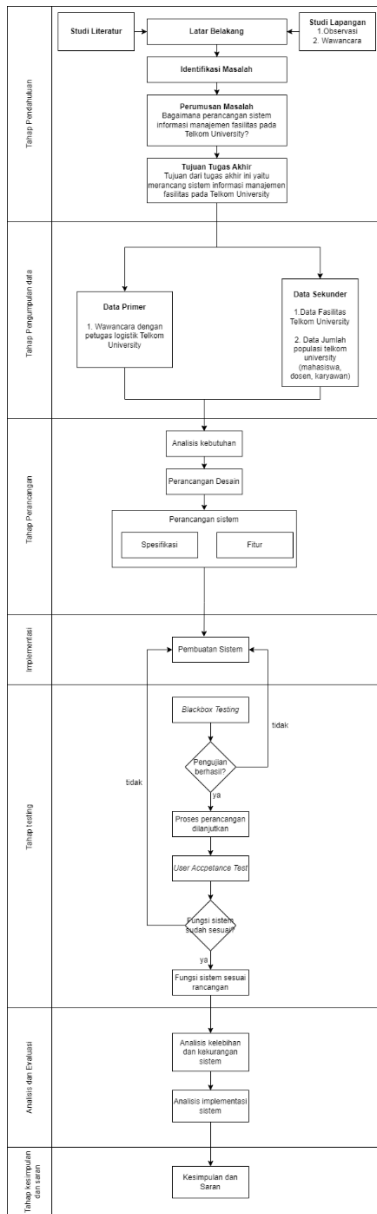 Tahap Pendahuluan
Studi Literatur
Latar Belakang
Studi Lapangan
1.Observasi
2. Wawancara
Identifikasi Masalah
Perumusan Masalah
Bagaimana perancangan sistem
informasi manajemen fasilitas pada
Telkom University?
Tujuan Tugas Akhir
Tujuan dari tugas akhir ini yaitu
merancang sistem informasi manajemen
fasilitas pada Telkom University
Tahap Pengumpulan data
Data Primer
1. Wawancara dengan
petugas logistik Telkom
University
Data Sekunder
1.Data Fasilitas
Telkom University
2. Data Jumlah
populasi telkom
university
(mahasiswa,
dosen, karyawan)
Tahap Perancangan
Analisis kebutuhan
Perancangan Desain
Perancangan sistem
Spesifikasi
Fitur
Implementasi
Pembuatan Sistem
Tahap testing
Blackbox Testing
tidak
Pengujian
berhasil?
tidak
ya
Proses perancangan
dilanjutkan
User Accpetance Test
Fungsi sistem
sudah sesuai?
ya
Fungsi sistem sesuai
rancangan
Analisis dan Evaluasi
Analisis kelebihan
dan kekurangan
sistem
Analisis implementasi
sistem
Tahap kesimpulan
dan saran
Kesimpulan dan
Saran